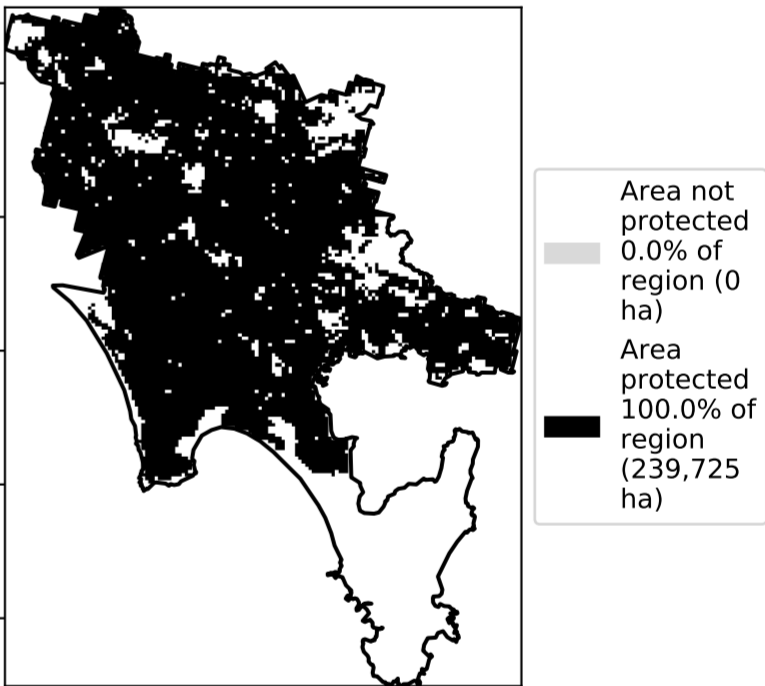 Area not
protected
0.0% of
region (0
ha)
Area
protected
100.0% of
region
(239,725
ha)